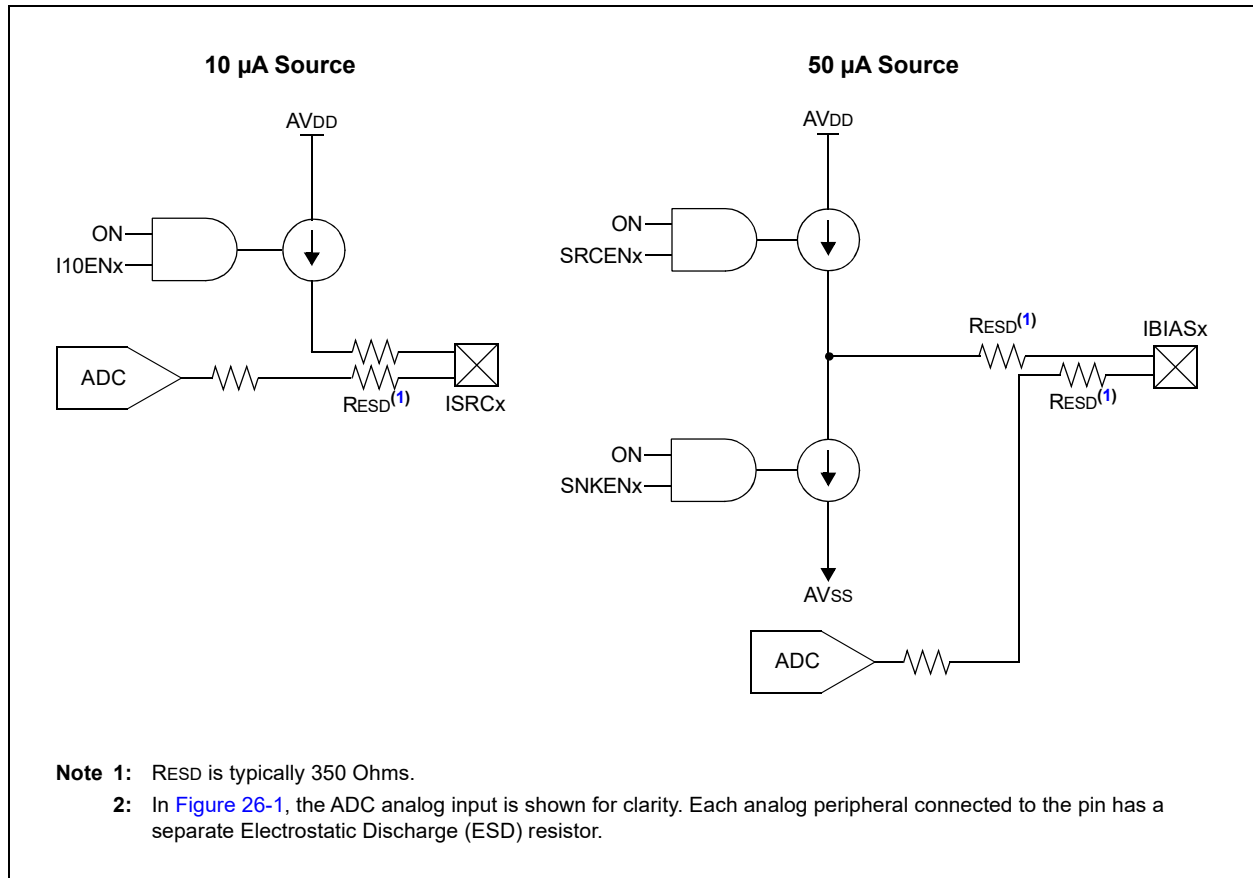 10 µA Source
AVDD
ON
I10ENx
ADC
RESD(1)
ISRCx
50 µA Source
AVDD
ON
SRCENx
RESD(1)
IBIASx
RESD(1)
ON
SNKENx
AVSS
ADC
Note 1: RESD is typically 350 Ohms.
2: In Figure 26-1, the ADC analog input is shown for clarity. Each analog peripheral connected to the pin has a
separate Electrostatic Discharge (ESD) resistor.